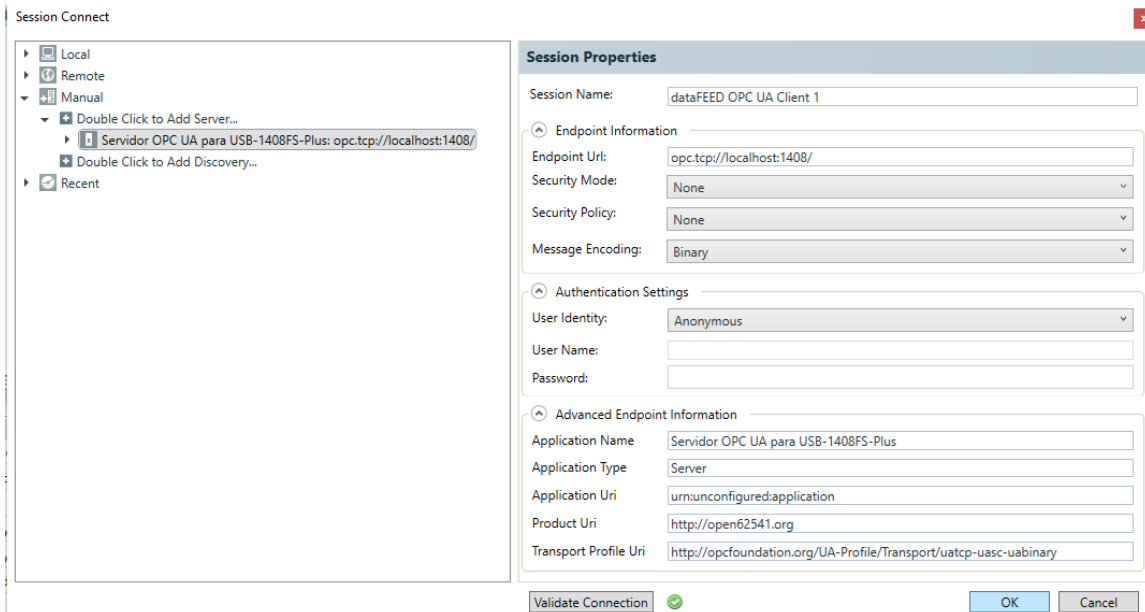 Session Connect
Local
Remote
Manual
Double Click to Add Server...
Servidor OPC UA para USB-1408FS-Plus: opc.tcp://localhost:1408/
Double Click to Add Discovery...
Recent
Session Properties
Session Name: dataFEED OPC UA Client 1
Endpoint Information
Endpoint Url: opc.tcp://localhost:1408/
Security Mode: None
Security Policy: None
Message Encoding: Binary
Authentication Settings
User Identity: Anonymous
User Name:
Password:
Advanced Endpoint Information
Application Name Servidor OPC UA para USB-1408FS-Plus
Application Type Server
Application Uri urn:unconfigured:application
Product Uri http://open62541.org
Transport Profile Uri http://opcfoundation.org/UA-Profile/Transport/uatcp-uasc-uabinary
Validate Connection OK Cancel